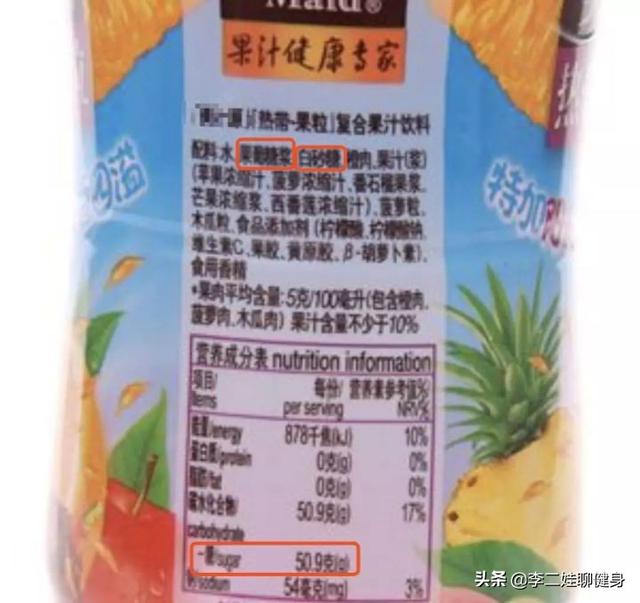 Maid®
果汁健康专家
热带果粒复合果汁饮料
配料:水、果葡糖浆、白砂糖、橙肉、果汁(浆)
(苹果浓缩汁、菠萝浓缩汁、番石榴果浆、
芒果浓缩浆、西番莲浓缩汁)、菠萝粒、
木瓜粒、食品添加剂(柠檬酸、柠檬酸钠、
维生素C、果胶、黄原胶、β-胡萝卜素)、
食用香精
*果肉平均含量:5克/100毫升(包含橙肉、
菠萝肉、木瓜肉) 果汁含量不少于10%
营养成分表 nutrition information
项目/ 每份/ 营养素参考值%
Items per serving NRV%
能量/energy 878千焦(kJ) 10%
蛋白质/protein 0克(g) 0%
脂肪/fat 0克(g) 0%
碳水化合物/ 50.9克(g) 17%
carbohydrate
一糖/sugar 50.9克(g)
钠/sodium 54毫克(mg) 3%
溢
特加
热
头条 @李二娃聊健身